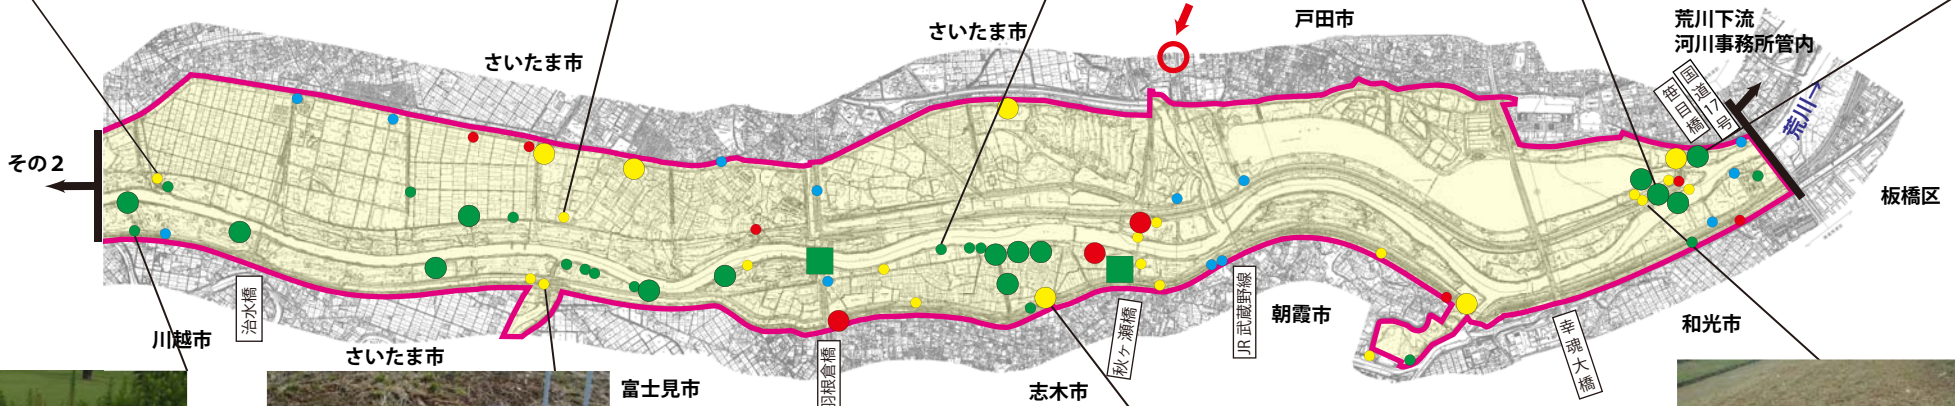 戸田市
荒川下流
河川事務所管内
さいたま市
さいたま市
国道17号
笹目橋
荒川→
その2
板橋区
川越市
治水橋
さいたま市
富士見市
羽根倉橋
志木市
秋ヶ瀬橋
JR武蔵野線
朝霞市
幸魂大橋
和光市